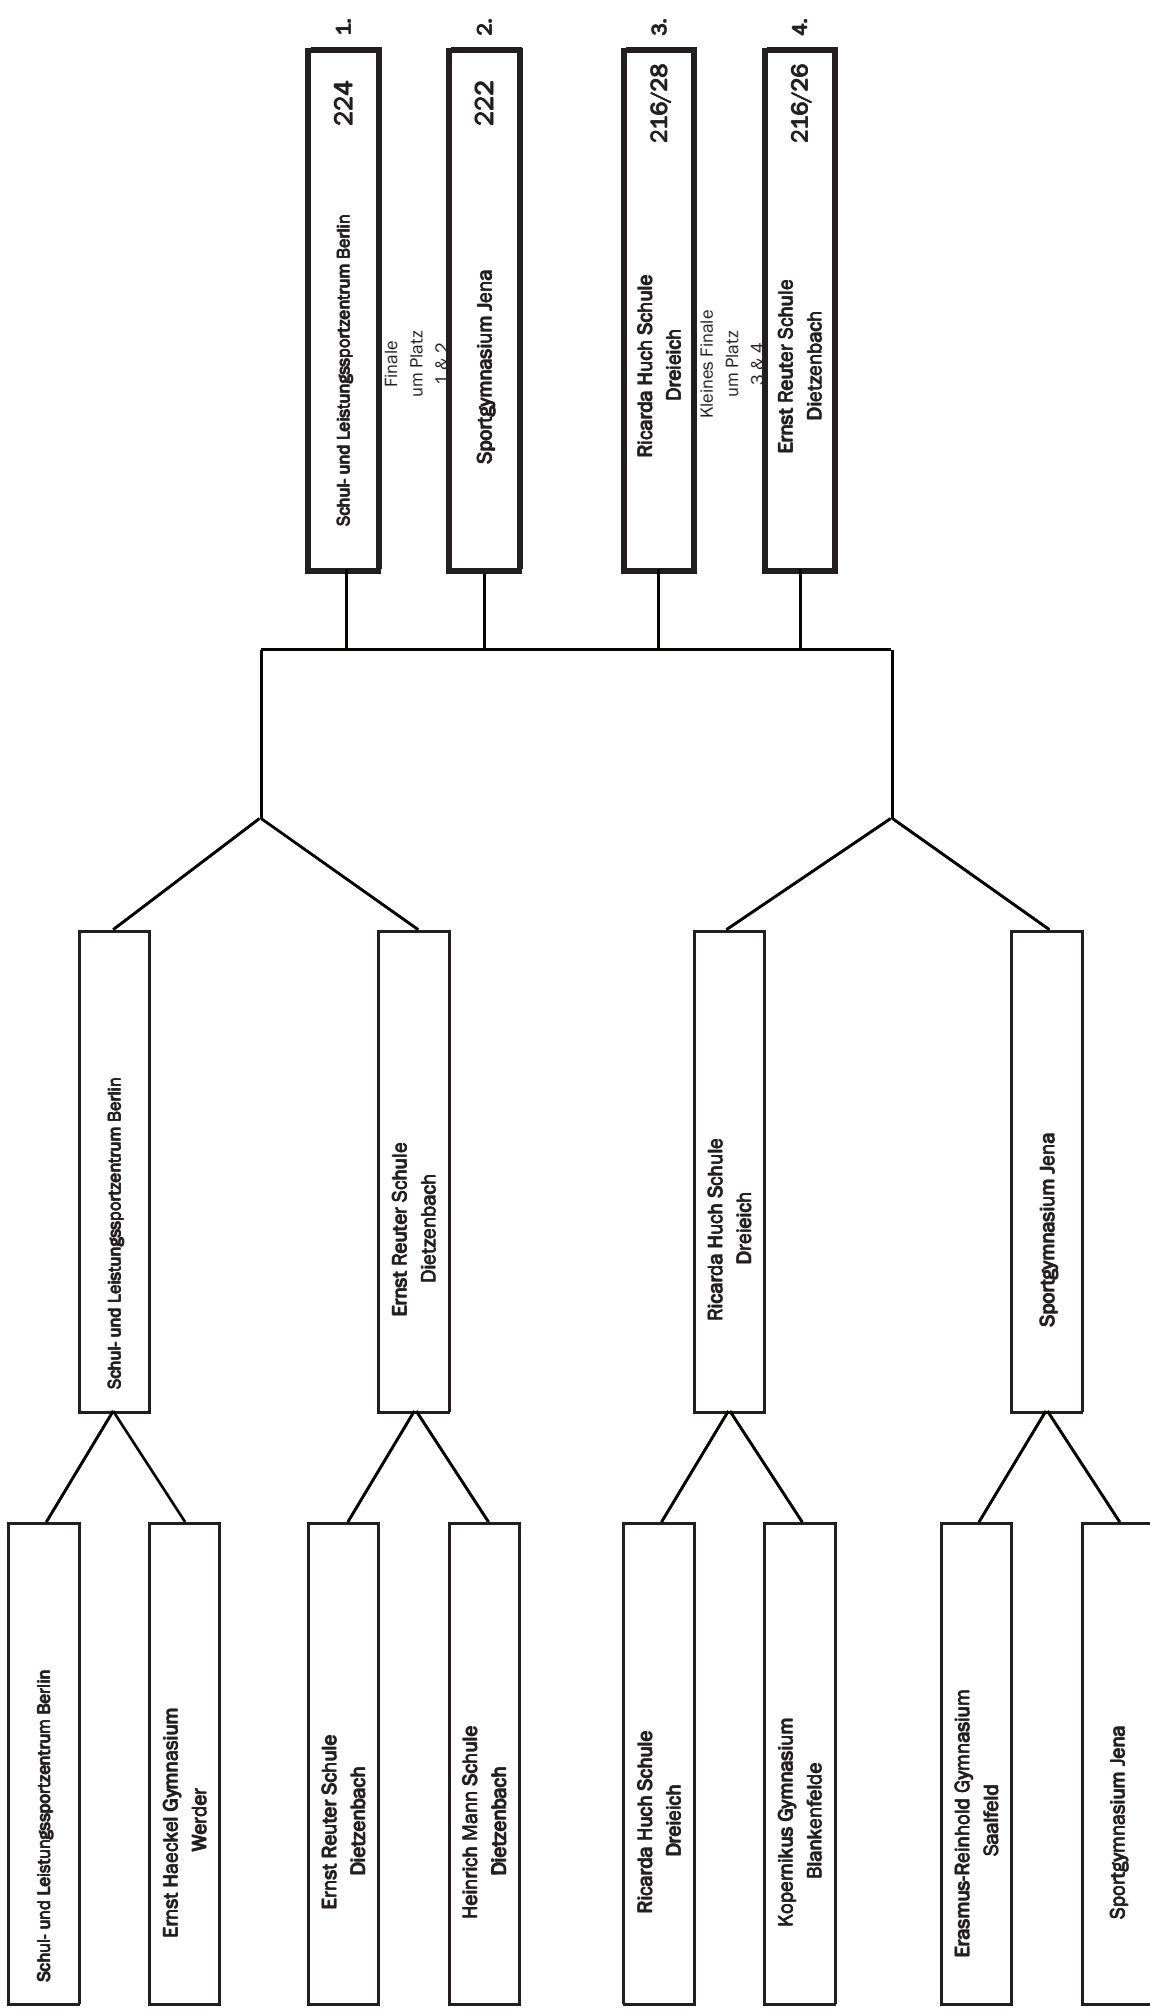 Schul- und Leistungssportzentrum Berlin
Ernst Haeckel Gymnasium
Werder
Ernst Reuter Schule
Dietzenbach
Heinrich Mann Schule
Dietzenbach
Ricarda Huch Schule
Dreieich
Kopernikus Gymnasium
Blankenfelde
Erasmus-Reinhold Gymnasium
Saalfeld
Sportgymnasium Jena
Schul- und Leistungssportzentrum Berlin
Ernst Reuter Schule
Dietzenbach
Ricarda Huch Schule
Dreieich
Sportgymnasium Jena
Schul- und Leistungssportzentrum Berlin 224 1.
Finale
um Platz
1 & 2
Sportgymnasium Jena 222 2.
Ricarda Huch Schule
Dreieich 216/28 3.
Kleines Finale
um Platz
3 & 4
Ernst Reuter Schule
Dietzenbach 216/26 4.